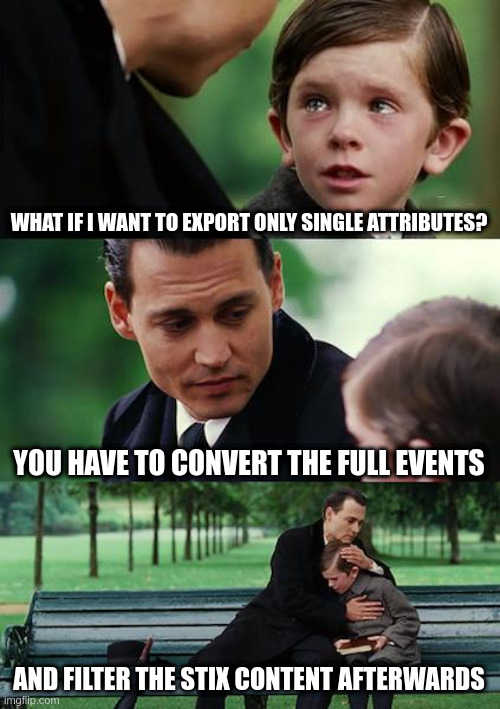 WHAT IF I WANT TO EXPORT ONLY SINGLE ATTRIBUTES?
YOU HAVE TO CONVERT THE FULL EVENTS
AND FILTER THE STIX CONTENT AFTERWARDS
imgflip.com